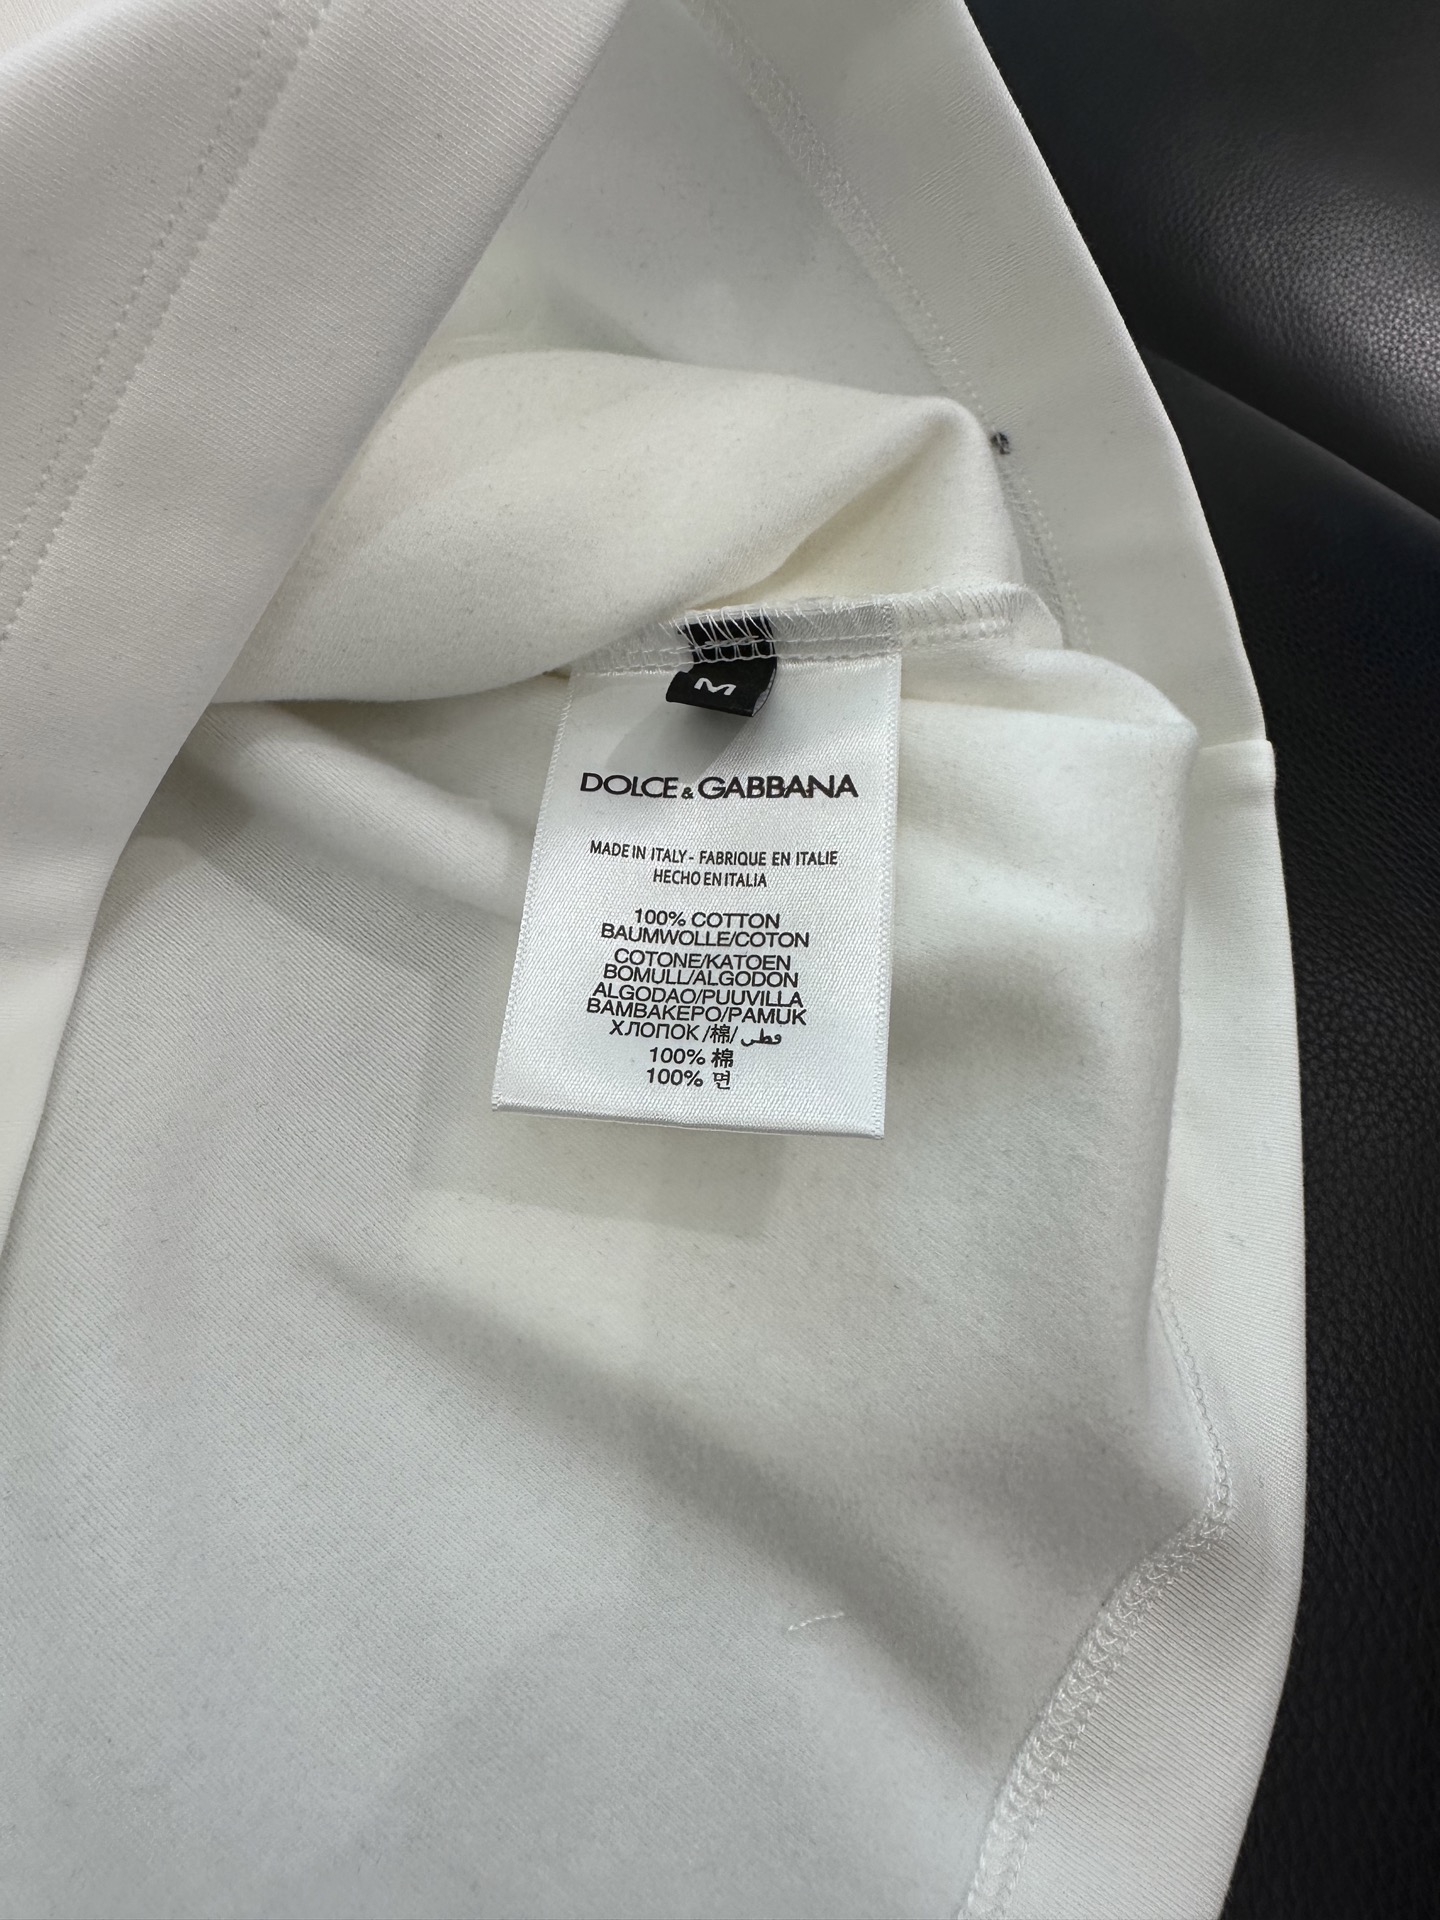 M
DOLCE & GABBANA
MADE IN ITALY - FABRIQUE EN ITALIE
HECHO EN ITALIA
100% COTTON
BAUMWOLLE/COTON
COTONE/KATOEN
BOMULL/ALGODON
ALGODAO/PUUVILLA
BAMBAKEPO/PAMUK
ХЛОПОК /棉/ قطن
100% 棉
100% 면